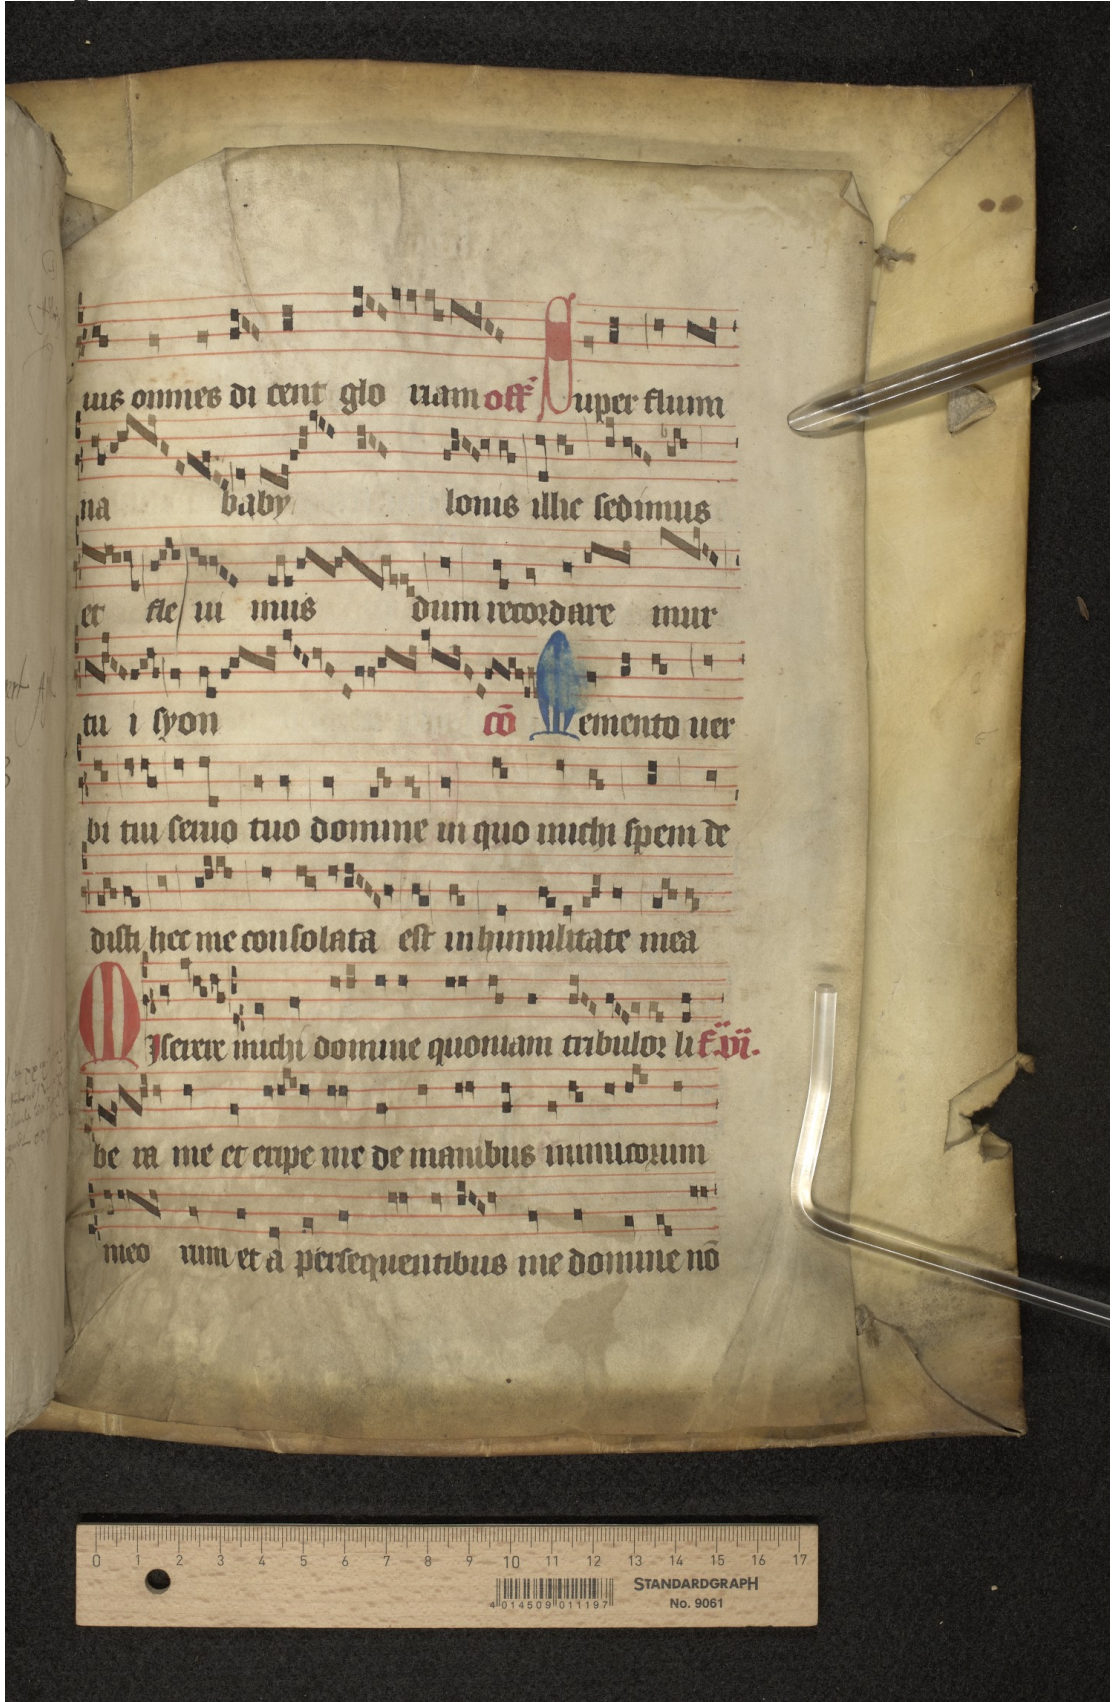 ius omnes di cent glo riam off Super flumi
na baby lonis illic sedimus
et fle ui mus dum recordare mur
tu i syon cō Memento uer
bi tui seruo tuo domine in quo michi spem de
disti hec me consolata est in humilitate mea
Miserere michi domine quoniam tribulor li f. vi.
be ra me et eripe me de manibus inimicorum
meo rum et a persequentibus me domine nō
0 1 2 3 4 5 6 7 8 9 10 11 12 13 14 15 16 17
STANDARDGRAPH
No. 9061
4 014509 011197